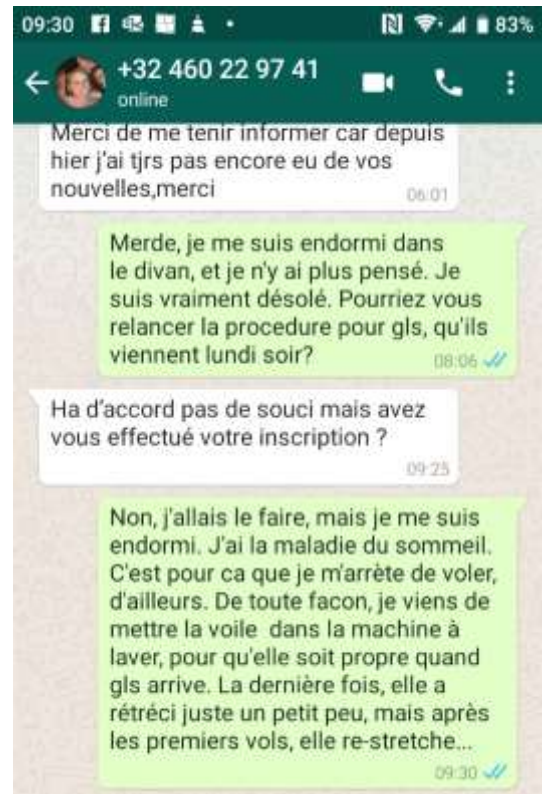 09:30 83%
+32 460 22 97 41
online
Merci de me tenir informer car depuis
hier j'ai tjrs pas encore eu de vos
nouvelles,merci
06:01
Merde, je me suis endormi dans
le divan, et je n'y ai plus pensé. Je
suis vraiment désolé. Pourriez vous
relancer la procedure pour gls, qu'ils
viennent lundi soir?
08:06
Ha d'accord pas de souci mais avez
vous effectué votre inscription ?
09:25
Non, j'allais le faire, mais je me suis
endormi. J'ai la maladie du sommeil.
C'est pour ca que je m'arrète de voler,
d'ailleurs. De toute facon, je viens de
mettre la voile dans la machine à
laver, pour qu'elle soit propre quand
gls arrive. La dernière fois, elle a
rétréci juste un petit peu, mais après
les premiers vols, elle re-stretche...
09:30